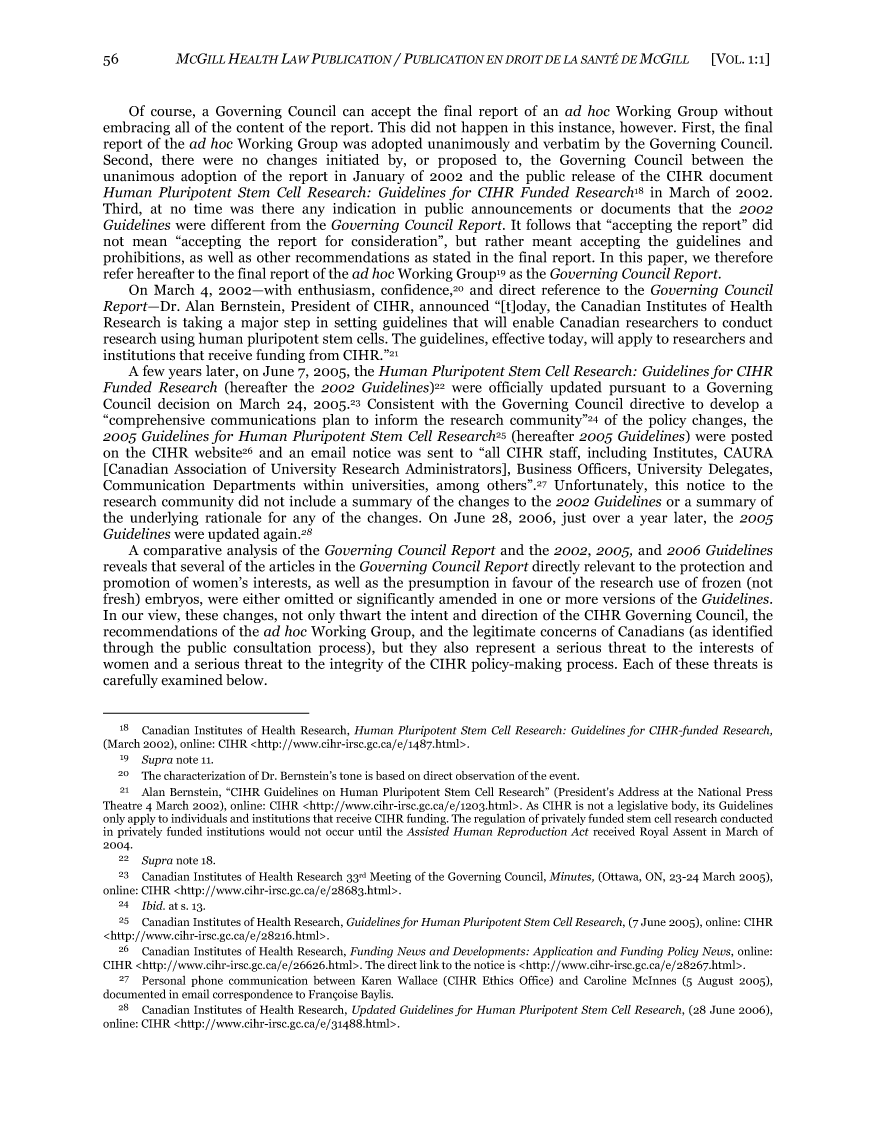 56 MCGILL HEALTH LAW PUBLICATION / PUBLICATION EN DROIT DE LA SANTÉ DE MCGILL [VOL. 1:1]
Of course, a Governing Council can accept the final report of an ad hoc Working Group without
embracing all of the content of the report. This did not happen in this instance, however. First, the final
report of the ad hoc Working Group was adopted unanimously and verbatim by the Governing Council.
Second, there were no changes initiated by, or proposed to, the Governing Council between the
unanimous adoption of the report in January of 2002 and the public release of the CIHR document
Human Pluripotent Stem Cell Research: Guidelines for CIHR Funded Research18 in March of 2002.
Third, at no time was there any indication in public announcements or documents that the 2002
Guidelines were different from the Governing Council Report. It follows that “accepting the report” did
not mean “accepting the report for consideration”, but rather meant accepting the guidelines and
prohibitions, as well as other recommendations as stated in the final report. In this paper, we therefore
refer hereafter to the final report of the ad hoc Working Group19 as the Governing Council Report.
On March 4, 2002—with enthusiasm, confidence,20 and direct reference to the Governing Council
Report—Dr. Alan Bernstein, President of CIHR, announced “[t]oday, the Canadian Institutes of Health
Research is taking a major step in setting guidelines that will enable Canadian researchers to conduct
research using human pluripotent stem cells. The guidelines, effective today, will apply to researchers and
institutions that receive funding from CIHR.”21
A few years later, on June 7, 2005, the Human Pluripotent Stem Cell Research: Guidelines for CIHR
Funded Research (hereafter the 2002 Guidelines)22 were officially updated pursuant to a Governing
Council decision on March 24, 2005.23 Consistent with the Governing Council directive to develop a
“comprehensive communications plan to inform the research community”24 of the policy changes, the
2005 Guidelines for Human Pluripotent Stem Cell Research25 (hereafter 2005 Guidelines) were posted
on the CIHR website26 and an email notice was sent to “all CIHR staff, including Institutes, CAURA
[Canadian Association of University Research Administrators], Business Officers, University Delegates,
Communication Departments within universities, among others”.27 Unfortunately, this notice to the
research community did not include a summary of the changes to the 2002 Guidelines or a summary of
the underlying rationale for any of the changes. On June 28, 2006, just over a year later, the 2005
Guidelines were updated again.28
A comparative analysis of the Governing Council Report and the 2002, 2005, and 2006 Guidelines
reveals that several of the articles in the Governing Council Report directly relevant to the protection and
promotion of women’s interests, as well as the presumption in favour of the research use of frozen (not
fresh) embryos, were either omitted or significantly amended in one or more versions of the Guidelines.
In our view, these changes, not only thwart the intent and direction of the CIHR Governing Council, the
recommendations of the ad hoc Working Group, and the legitimate concerns of Canadians (as identified
through the public consultation process), but they also represent a serious threat to the interests of
women and a serious threat to the integrity of the CIHR policy-making process. Each of these threats is
carefully examined below.
18 Canadian Institutes of Health Research, Human Pluripotent Stem Cell Research: Guidelines for CIHR-funded Research,
(March 2002), online: CIHR <http://www.cihr-irsc.gc.ca/e/1487.html>.
19 Supra note 11.
20 The characterization of Dr. Bernstein’s tone is based on direct observation of the event.
21 Alan Bernstein, “CIHR Guidelines on Human Pluripotent Stem Cell Research” (President's Address at the National Press
Theatre 4 March 2002), online: CIHR <http://www.cihr-irsc.gc.ca/e/1203.html>. As CIHR is not a legislative body, its Guidelines
only apply to individuals and institutions that receive CIHR funding. The regulation of privately funded stem cell research conducted
in privately funded institutions would not occur until the Assisted Human Reproduction Act received Royal Assent in March of
2004.
22 Supra note 18.
23 Canadian Institutes of Health Research 33rd Meeting of the Governing Council, Minutes, (Ottawa, ON, 23-24 March 2005),
online: CIHR <http://www.cihr-irsc.gc.ca/e/28683.html>.
24 Ibid. at s. 13.
25 Canadian Institutes of Health Research, Guidelines for Human Pluripotent Stem Cell Research, (7 June 2005), online: CIHR
<http://www.cihr-irsc.gc.ca/e/28216.html>.
26 Canadian Institutes of Health Research, Funding News and Developments: Application and Funding Policy News, online:
CIHR <http://www.cihr-irsc.gc.ca/e/26626.html>. The direct link to the notice is <http://www.cihr-irsc.gc.ca/e/28267.html>.
27 Personal phone communication between Karen Wallace (CIHR Ethics Office) and Caroline McInnes (5 August 2005),
documented in email correspondence to Françoise Baylis.
28 Canadian Institutes of Health Research, Updated Guidelines for Human Pluripotent Stem Cell Research, (28 June 2006),
online: CIHR <http://www.cihr-irsc.gc.ca/e/31488.html>.